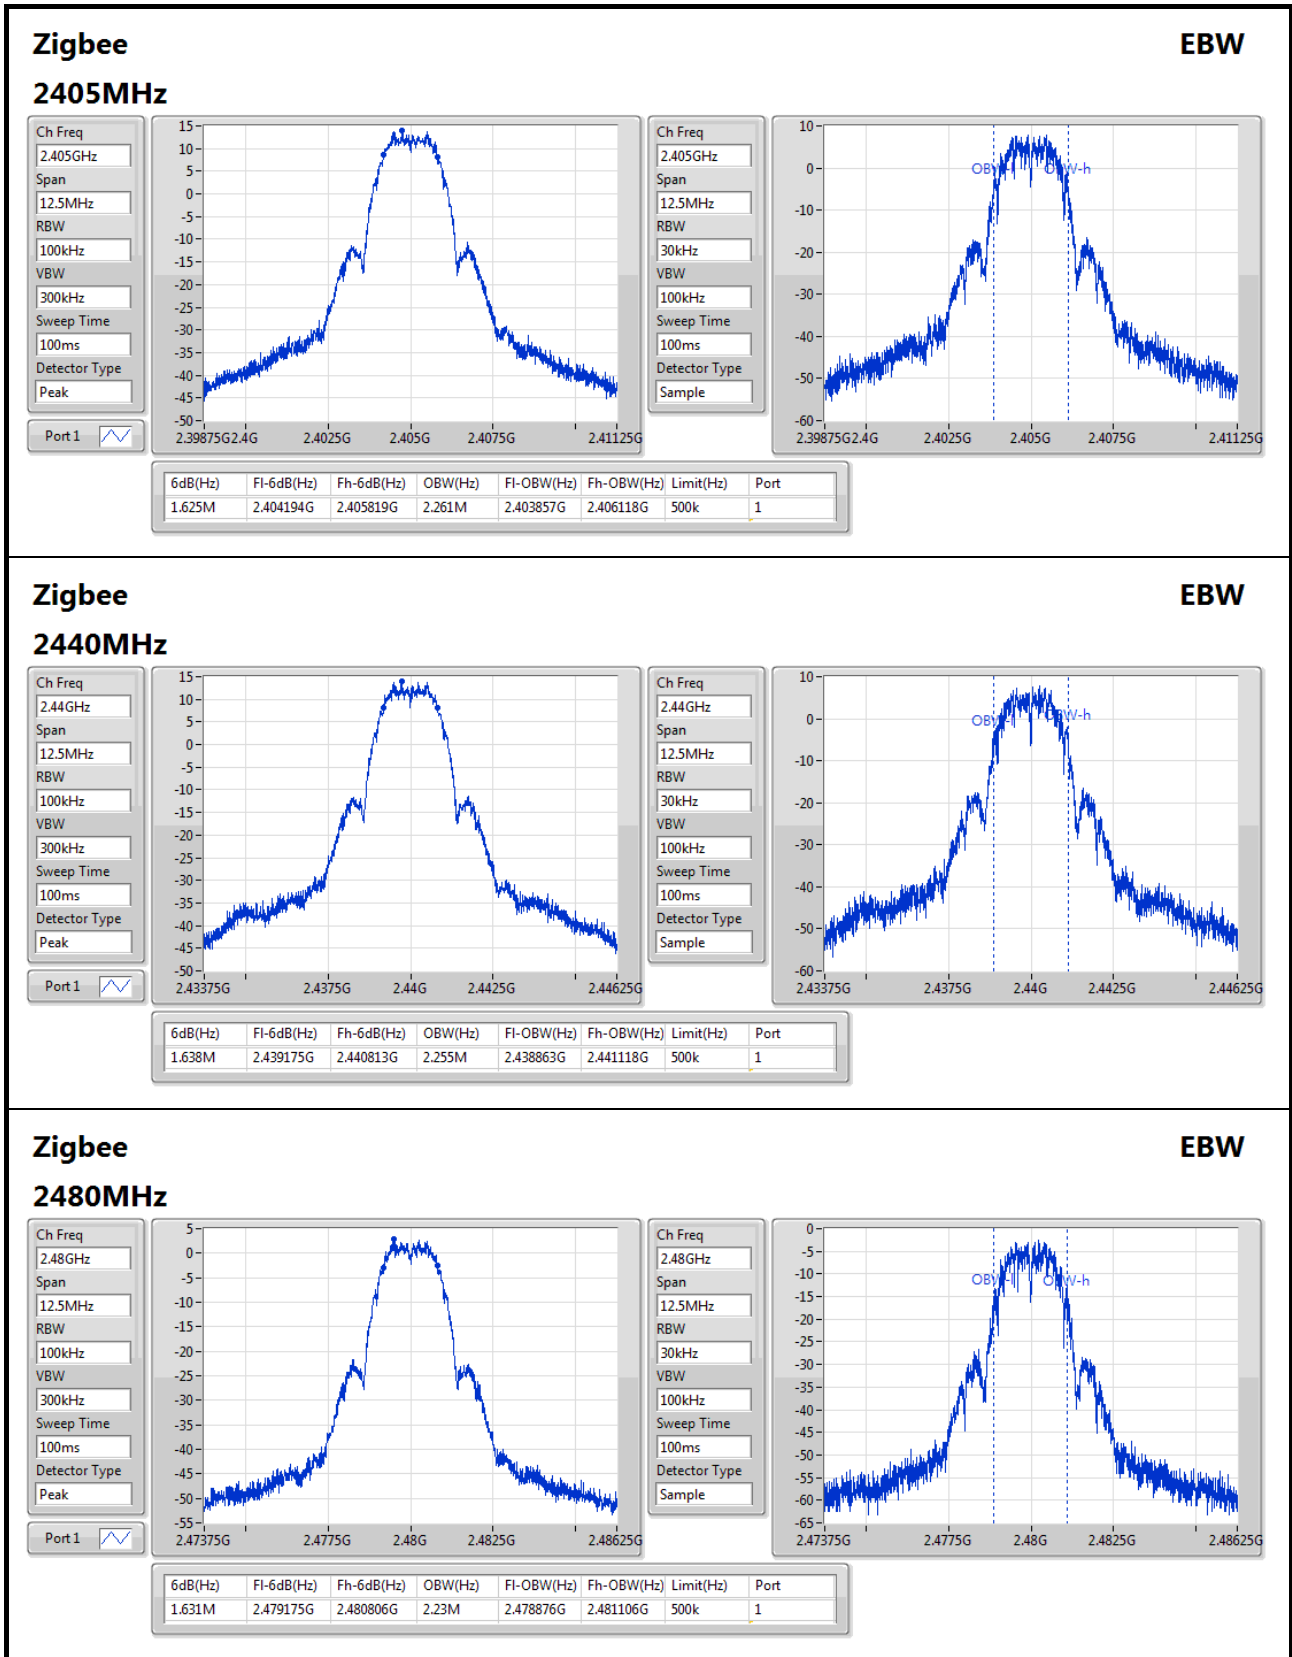 Zigbee EBW
2405MHz
Ch Freq
2.405GHz
Span
12.5MHz
RBW
100kHz
VBW
300kHz
Sweep Time
100ms
Detector Type
Peak
Port 1
15
10
5
0
-5
-10
-15
-20
-25
-30
-35
-40
-45
-50
2.39875G 2.4G 2.4025G 2.405G 2.4075G 2.41125G
Ch Freq
2.405GHz
Span
12.5MHz
RBW
30kHz
VBW
100kHz
Sweep Time
100ms
Detector Type
Sample
10
0
-10
-20
-30
-40
-50
-60
OBW-l OBW-h
2.39875G 2.4G 2.4025G 2.405G 2.4075G 2.41125G
6dB(Hz) Fl-6dB(Hz) Fh-6dB(Hz) OBW(Hz) Fl-OBW(Hz) Fh-OBW(Hz) Limit(Hz) Port
1.625M 2.404194G 2.405819G 2.261M 2.403857G 2.406118G 500k 1
Zigbee EBW
2440MHz
Ch Freq
2.44GHz
Span
12.5MHz
RBW
100kHz
VBW
300kHz
Sweep Time
100ms
Detector Type
Peak
Port 1
15
10
5
0
-5
-10
-15
-20
-25
-30
-35
-40
-45
-50
2.43375G 2.4375G 2.44G 2.4425G 2.44625G
Ch Freq
2.44GHz
Span
12.5MHz
RBW
30kHz
VBW
100kHz
Sweep Time
100ms
Detector Type
Sample
10
0
-10
-20
-30
-40
-50
-60
OBW-l OBW-h
2.43375G 2.4375G 2.44G 2.4425G 2.44625G
6dB(Hz) Fl-6dB(Hz) Fh-6dB(Hz) OBW(Hz) Fl-OBW(Hz) Fh-OBW(Hz) Limit(Hz) Port
1.638M 2.439175G 2.440813G 2.255M 2.438863G 2.441118G 500k 1
Zigbee EBW
2480MHz
Ch Freq
2.48GHz
Span
12.5MHz
RBW
100kHz
VBW
300kHz
Sweep Time
100ms
Detector Type
Peak
Port 1
5
0
-5
-10
-15
-20
-25
-30
-35
-40
-45
-50
-55
2.47375G 2.4775G 2.48G 2.4825G 2.48625G
Ch Freq
2.48GHz
Span
12.5MHz
RBW
30kHz
VBW
100kHz
Sweep Time
100ms
Detector Type
Sample
0
-5
-10
-15
-20
-25
-30
-35
-40
-45
-50
-55
-60
-65
OBW-l OBW-h
2.47375G 2.4775G 2.48G 2.4825G 2.48625G
6dB(Hz) Fl-6dB(Hz) Fh-6dB(Hz) OBW(Hz) Fl-OBW(Hz) Fh-OBW(Hz) Limit(Hz) Port
1.631M 2.479175G 2.480806G 2.23M 2.478876G 2.481106G 500k 1